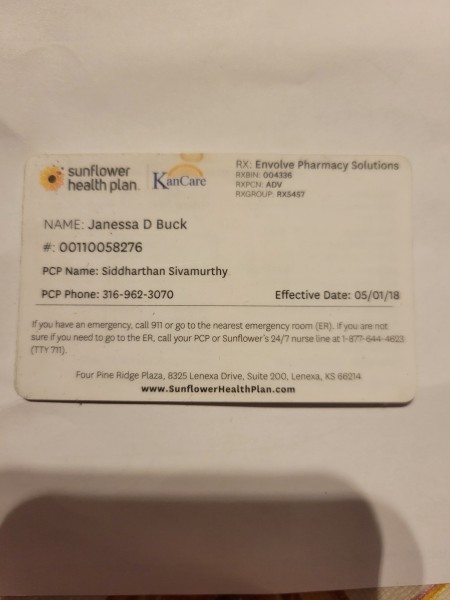 sunflower
health plan.
KanCare
RX: Envolve Pharmacy Solutions
RXBIN: 004336
RXPCN: ADV
RXGROUP: RX5457
NAME: Janessa D Buck
#: 00110058276
PCP Name: Siddharthan Sivamurthy
PCP Phone: 316-962-3070
Effective Date: 05/01/18
If you have an emergency, call 911 or go to the nearest emergency room (ER). If you are not
sure if you need to go to the ER, call your PCP or Sunflower's 24/7 nurse line at 1-877-644-4623
(TTY 711).
Four Pine Ridge Plaza, 8325 Lenexa Drive, Suite 200, Lenexa, KS 66214
www.SunflowerHealthPlan.com